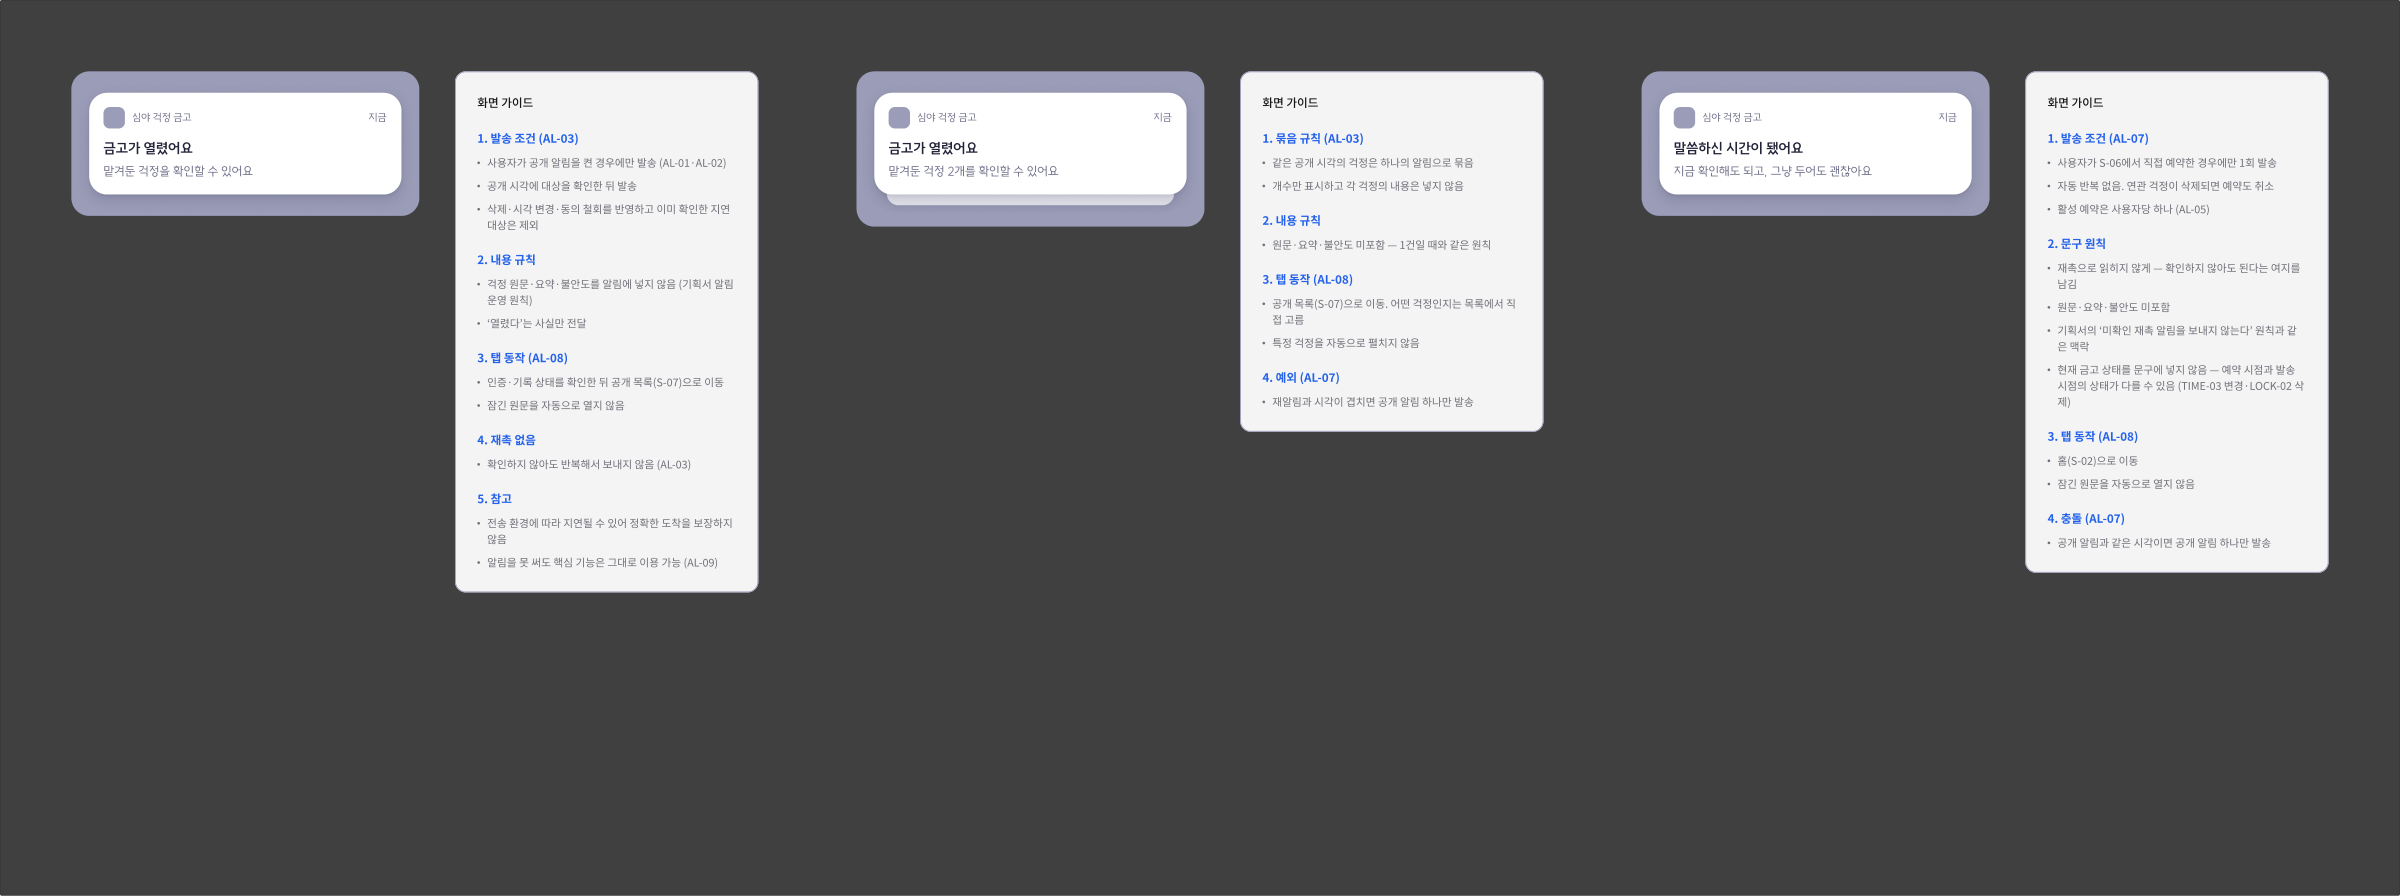 심야 걱정 금고
지금
금고가 열렸어요
맡겨둔 걱정을 확인할 수 있어요
화면 가이드
1. 발송 조건 (AL-03)
• 사용자가 공개 알림을 켠 경우에만 발송 (AL-01·AL-02)
• 공개 시각에 대상을 확인한 뒤 발송
• 삭제·시각 변경·동의 철회를 반영하고 이미 확인한 지연
대상은 제외
2. 내용 규칙
• 걱정 원문·요약·불안도를 알림에 넣지 않음 (기획서 알림
운영 원칙)
• ‘열렸다’는 사실만 전달
3. 탭 동작 (AL-08)
• 인증·기록 상태를 확인한 뒤 공개 목록(S-07)으로 이동
• 잠긴 원문을 자동으로 열지 않음
4. 재촉 없음
• 확인하지 않아도 반복해서 보내지 않음 (AL-03)
5. 참고
• 전송 환경에 따라 지연될 수 있어 정확한 도착을 보장하지
않음
• 알림을 못 써도 핵심 기능은 그대로 이용 가능 (AL-09)
심야 걱정 금고
지금
금고가 열렸어요
맡겨둔 걱정 2개를 확인할 수 있어요
화면 가이드
1. 묶음 규칙 (AL-03)
• 같은 공개 시각의 걱정은 하나의 알림으로 묶음
• 개수만 표시하고 각 걱정의 내용은 넣지 않음
2. 내용 규칙
• 원문·요약·불안도 미포함 — 1건일 때와 같은 원칙
3. 탭 동작 (AL-08)
• 공개 목록(S-07)으로 이동. 어떤 걱정인지는 목록에서 직
접 고름
• 특정 걱정을 자동으로 펼치지 않음
4. 예외 (AL-07)
• 재알림과 시각이 겹치면 공개 알림 하나만 발송
심야 걱정 금고
지금
말씀하신 시간이 됐어요
지금 확인해도 되고, 그냥 두어도 괜찮아요
화면 가이드
1. 발송 조건 (AL-07)
• 사용자가 S-06에서 직접 예약한 경우에만 1회 발송
• 자동 반복 없음. 연관 걱정이 삭제되면 예약도 취소
• 활성 예약은 사용자당 하나 (AL-05)
2. 문구 원칙
• 재촉으로 읽히지 않게 — 확인하지 않아도 된다는 여지를
남김
• 원문·요약·불안도 미포함
• 기획서의 ‘미확인 재촉 알림을 보내지 않는다’ 원칙과 같
은 맥락
• 현재 금고 상태를 문구에 넣지 않음 — 예약 시점과 발송
시점의 상태가 다를 수 있음 (TIME-03 변경·LOCK-02 삭
제)
3. 탭 동작 (AL-08)
• 홈(S-02)으로 이동
• 잠긴 원문을 자동으로 열지 않음
4. 충돌 (AL-07)
• 공개 알림과 같은 시각이면 공개 알림 하나만 발송